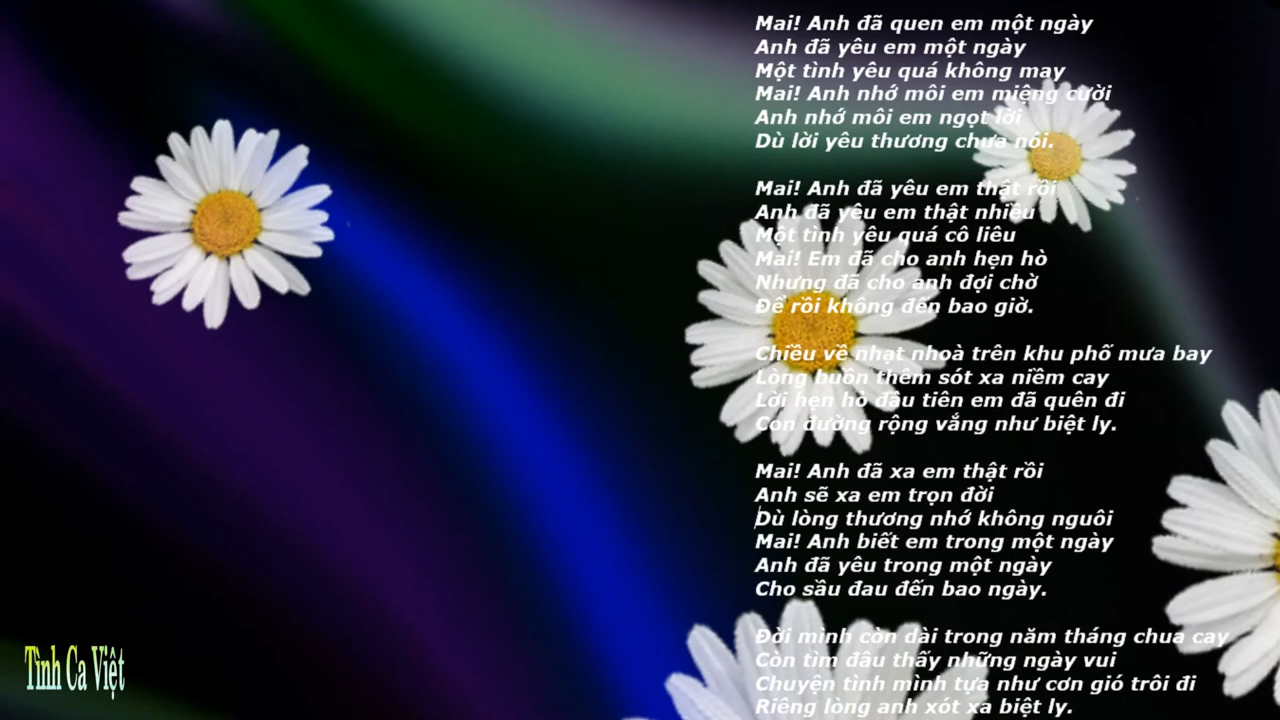 Mai! Anh đã quen em một ngày
Anh đã yêu em một ngày
Một tình yêu quá không may
Mai! Anh nhớ môi em miệng cười
Anh nhớ môi em ngọt lời
Dù lời yêu thương chưa nói.
Mai! Anh đã yêu em thật rồi
Anh đã yêu em thật nhiều
Một tình yêu quá cô liêu
Mai! Em đã cho anh hẹn hò
Nhưng đã cho anh đợi chờ
Để rồi không đến bao giờ.
Chiều về nhạt nhoà trên khu phố mưa bay
Lòng buồn thêm sót xa niềm cay
Lời hẹn hò đầu tiên em đã quên đi
Con đường rộng vắng như biệt ly.
Mai! Anh đã xa em thật rồi
Anh sẽ xa em trọn đời
Dù lòng thương nhớ không nguôi
Mai! Anh biết em trong một ngày
Anh đã yêu trong một ngày
Cho sầu đau đến bao ngày.
Đời mình còn dài trong năm tháng chua cay
Còn tìm đâu thấy những ngày vui
Chuyện tình mình tựa như cơn gió trôi đi
Riêng lòng anh xót xa biệt ly.
Tình Ca Việt